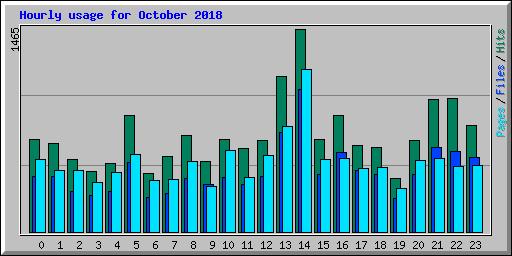 Hourly usage for October 2018
1465
Pages/Files/Hits
0 1 2 3 4 5 6 7 8 9 10 11 12 13 14 15 16 17 18 19 20 21 22 23